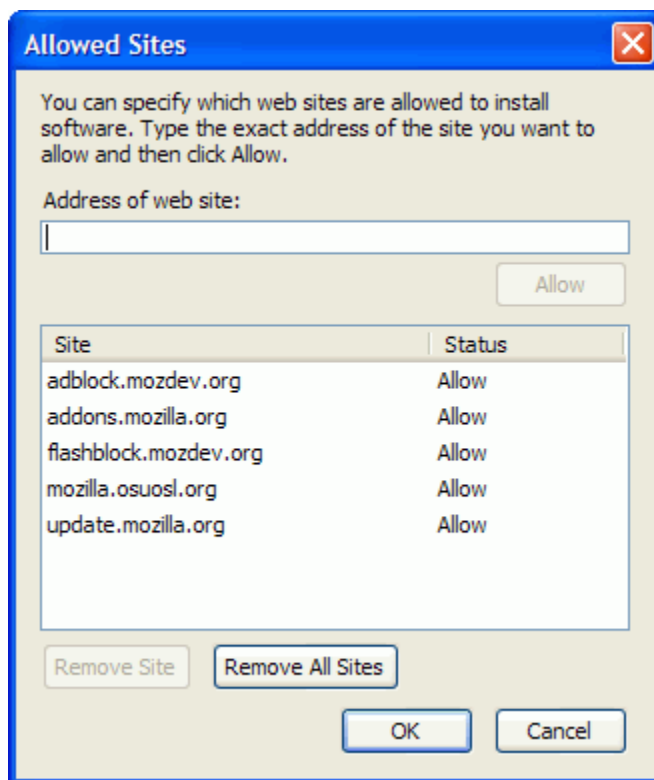 Allowed Sites
You can specify which web sites are allowed to install
software. Type the exact address of the site you want to
allow and then click Allow.
Address of web site:
Allow
Site Status
adblock.mozdev.org Allow
addons.mozilla.org Allow
flashblock.mozdev.org Allow
mozilla.osuosl.org Allow
update.mozilla.org Allow
Remove Site Remove All Sites
OK Cancel